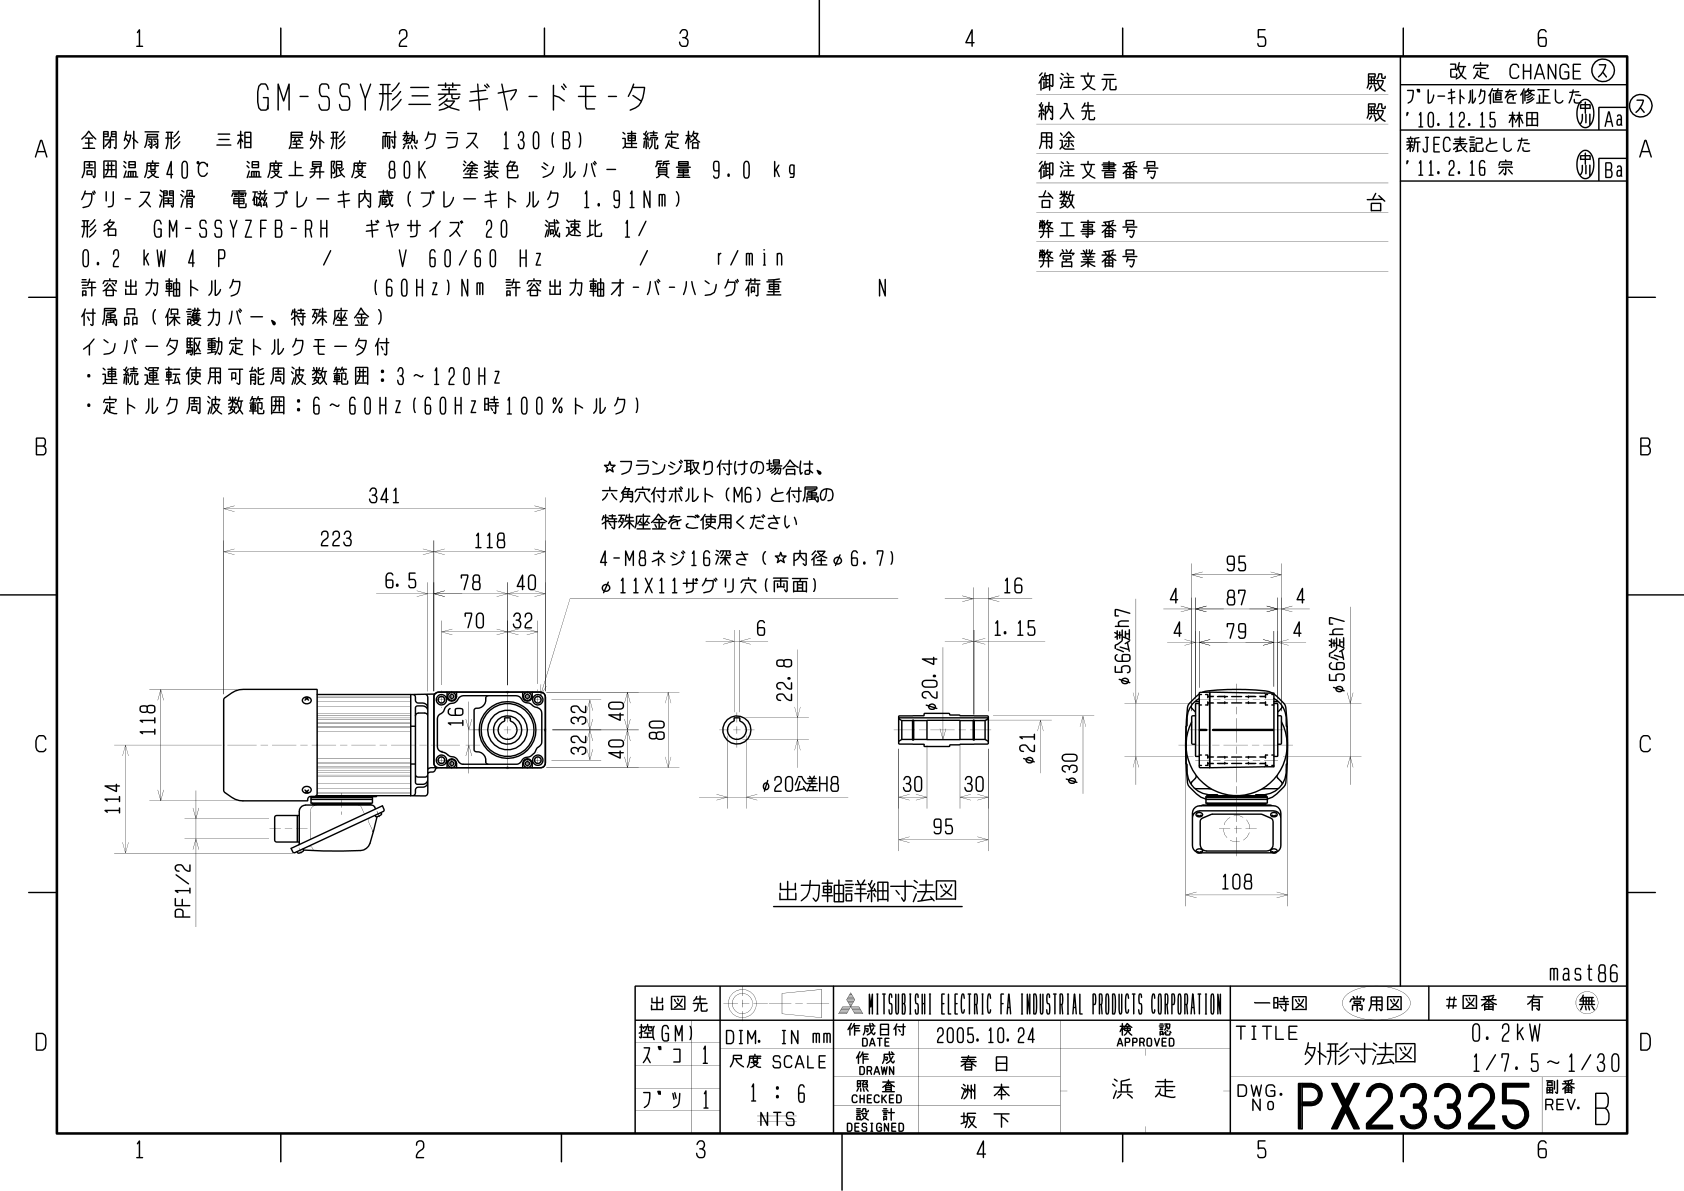 1 2 3 4 5 6
A
B
C
D
GM-SSY形三菱ギヤードモータ
全閉外扇形 三相 屋外形 耐熱クラス 130(B) 連続定格
周囲温度40℃ 温度上昇限度 80K 塗装色 シルバー 質量 9.0 kg
グリース潤滑 電磁ブレーキ内蔵(ブレーキトルク 1.91Nm)
形名 GM-SSYZFB-RH ギヤサイズ 20 減速比 1/
0.2 kW 4 P / V 60/60 Hz / r/min
許容出力軸トルク (60Hz)Nm 許容出力軸オーバーハング荷重 N
付属品(保護カバー、特殊座金)
インバータ駆動定トルクモータ付
・連続運転使用可能周波数範囲:3~120Hz
・定トルク周波数範囲:6~60Hz(60Hz時100%トルク)
御注文元 殿
納入先 殿
用途
御注文書番号
台数 台
弊工事番号
弊営業番号
改定 CHANGE ス
ブレーキトルク値を修正した
'10.12.15 林田 Aa
ス
新JEC表記とした
'11.2.16 宗 Ba
A
B
C
D
☆フランジ取り付けの場合は、
六角穴付ボルト(M6)と付属の
特殊座金をご使用ください
4-M8ネジ16深さ(☆内径φ6.7)
φ11X11ザグリ穴(両面)
341
223 118
6.5 78 40
70 32
118
114
PF1/2
16
32
32
40
40
80
6
22.8
φ20公差H8
16
1.15
φ20.4
φ21
φ30
30 30
95
出力軸詳細寸法図
95
4 87 4
4 79 4
φ56公差h7
φ56公差h7
108
mast86
出図先
控(GM)
スﾞコ 1
フﾞツ 1
DIM. IN mm
尺度 SCALE
1 : 6
NTS
MITSUBISHI ELECTRIC FA INDUSTRIAL PRODUCTS CORPORATION
作成日付 DATE 2005.10.24
作成 DRAWN 春日
照査 CHECKED 洲本
設計 DESIGNED 坂下
検認 APPROVED
浜走
一時図 常用図 #図番 有 無
TITLE
外形寸法図
0.2kW
1/7.5~1/30
DWG. No PX23325
副番 REV. B
1 2 3 4 5 6